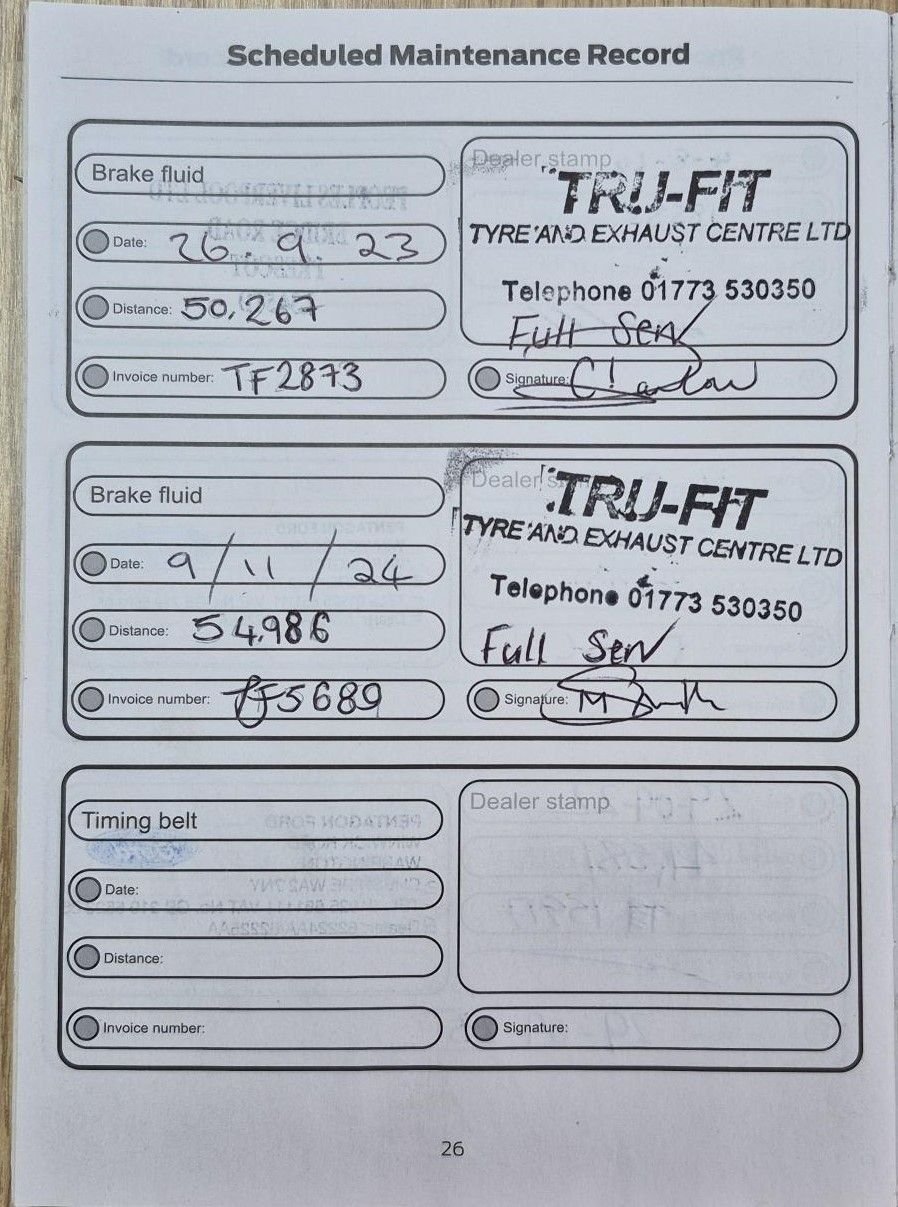 Scheduled Maintenance Record
Brake fluid
Date: 26.9 23
Distance: 50,267
Invoice number: TF2873
Dealer stamp
TRU-FIT
TYRE AND EXHAUST CENTRE LTD
Telephone 01773 530350
Full Serv
Signature:
Brake fluid
Date: 9/11/24
Distance: 54,986
Invoice number: TF5689
Dealer stamp
TRU-FIT
TYRE AND EXHAUST CENTRE LTD
Telephone 01773 530350
Full Serv
Signature:
Timing belt
Date:
Distance:
Invoice number:
Dealer stamp
Signature:
26